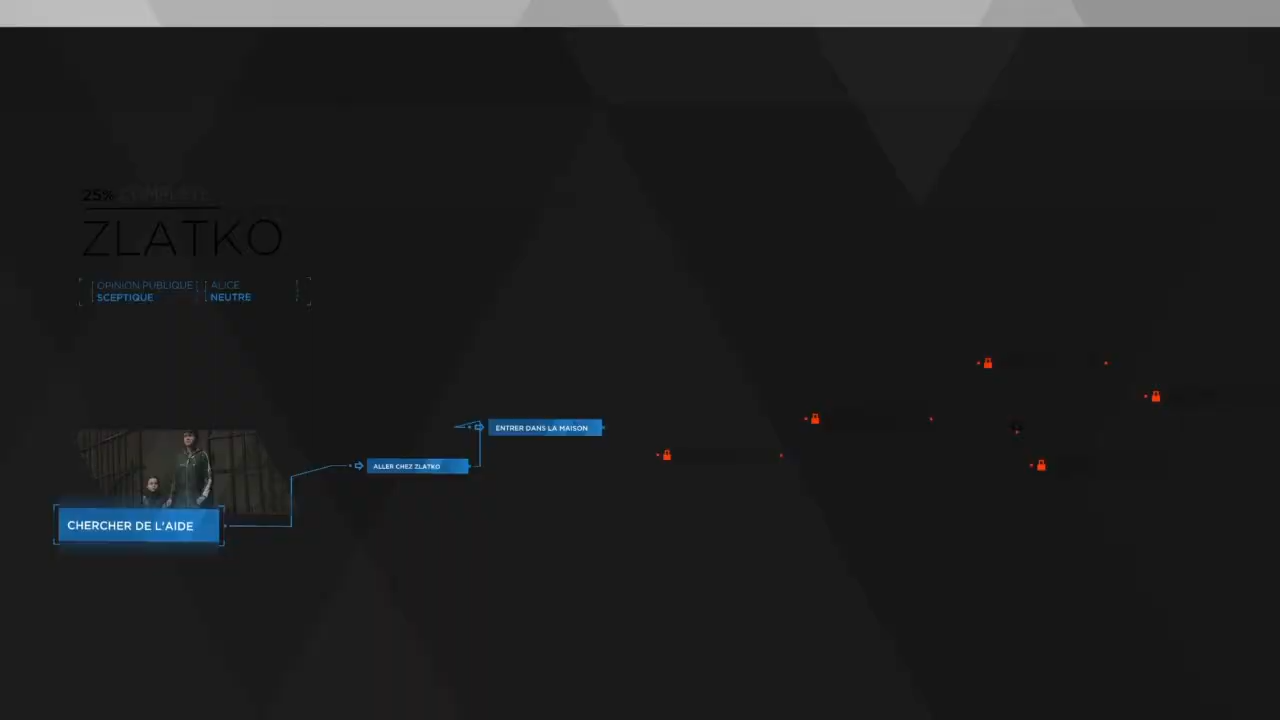 25% COMPLÉTÉ
ZLATKO
OPINION PUBLIQUE
SCEPTIQUE
ALICE
NEUTRE
ENTRER DANS LA MAISON
ALLER CHEZ ZLATKO
CHERCHER DE L'AIDE